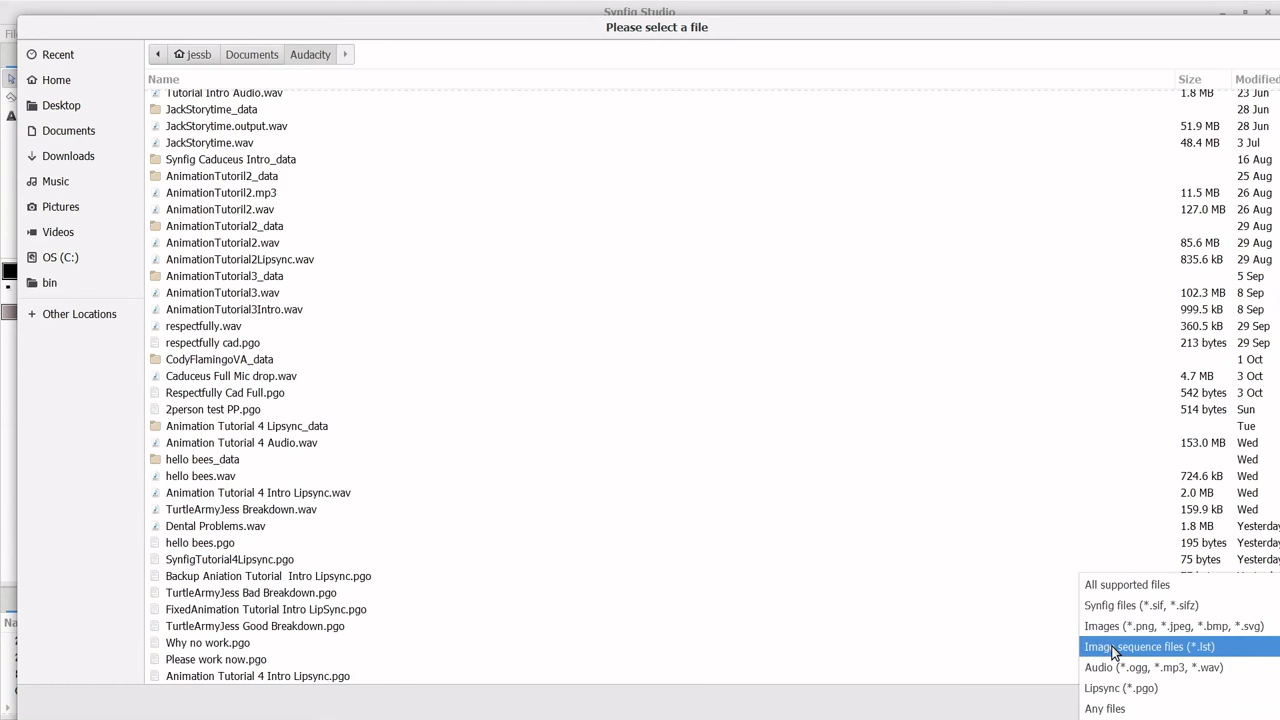 Synfig Studio
Please select a file
Fil
Recent
Home
Desktop
Documents
Downloads
Music
Pictures
Videos
OS (C:)
bin
Other Locations
jessb Documents Audacity
Name Size Modified
Tutorial Intro Audio.wav 1.8 MB 23 Jun
JackStorytime_data 28 Jun
JackStorytime.output.wav 51.9 MB 28 Jun
JackStorytime.wav 48.4 MB 3 Jul
Synfig Caduceus Intro_data 16 Aug
AnimationTutoril2_data 25 Aug
AnimationTutoril2.mp3 11.5 MB 26 Aug
AnimationTutoril2.wav 127.0 MB 26 Aug
AnimationTutorial2_data 29 Aug
AnimationTutorial2.wav 85.6 MB 29 Aug
AnimationTutorial2Lipsync.wav 835.6 kB 29 Aug
AnimationTutorial3_data 5 Sep
AnimationTutorial3.wav 102.3 MB 8 Sep
AnimationTutorial3Intro.wav 999.5 kB 8 Sep
respectfully.wav 360.5 kB 29 Sep
respectfully cad.pgo 213 bytes 29 Sep
CodyFlamingoVA_data 1 Oct
Caduceus Full Mic drop.wav 4.7 MB 3 Oct
Respectfully Cad Full.pgo 542 bytes 3 Oct
2person test PP.pgo 514 bytes Sun
Animation Tutorial 4 Lipsync_data Tue
Animation Tutorial 4 Audio.wav 153.0 MB Wed
hello bees_data Wed
hello bees.wav 724.6 kB Wed
Animation Tutorial 4 Intro Lipsync.wav 2.0 MB Wed
TurtleArmyJess Breakdown.wav 159.9 kB Wed
Dental Problems.wav 1.8 MB Yesterday
hello bees.pgo 195 bytes Yesterday
SynfigTutorial4Lipsync.pgo 75 bytes Yesterday
Backup Aniation Tutorial  Intro Lipsync.pgo
TurtleArmyJess Bad Breakdown.pgo
FixedAnimation Tutorial Intro LipSync.pgo
TurtleArmyJess Good Breakdown.pgo
Why no work.pgo
Please work now.pgo
Animation Tutorial 4 Intro Lipsync.pgo
All supported files
Synfig files (*.sif, *.sifz)
Images (*.png, *.jpeg, *.bmp, *.svg)
Image sequence files (*.lst)
Audio (*.ogg, *.mp3, *.wav)
Lipsync (*.pgo)
Any files